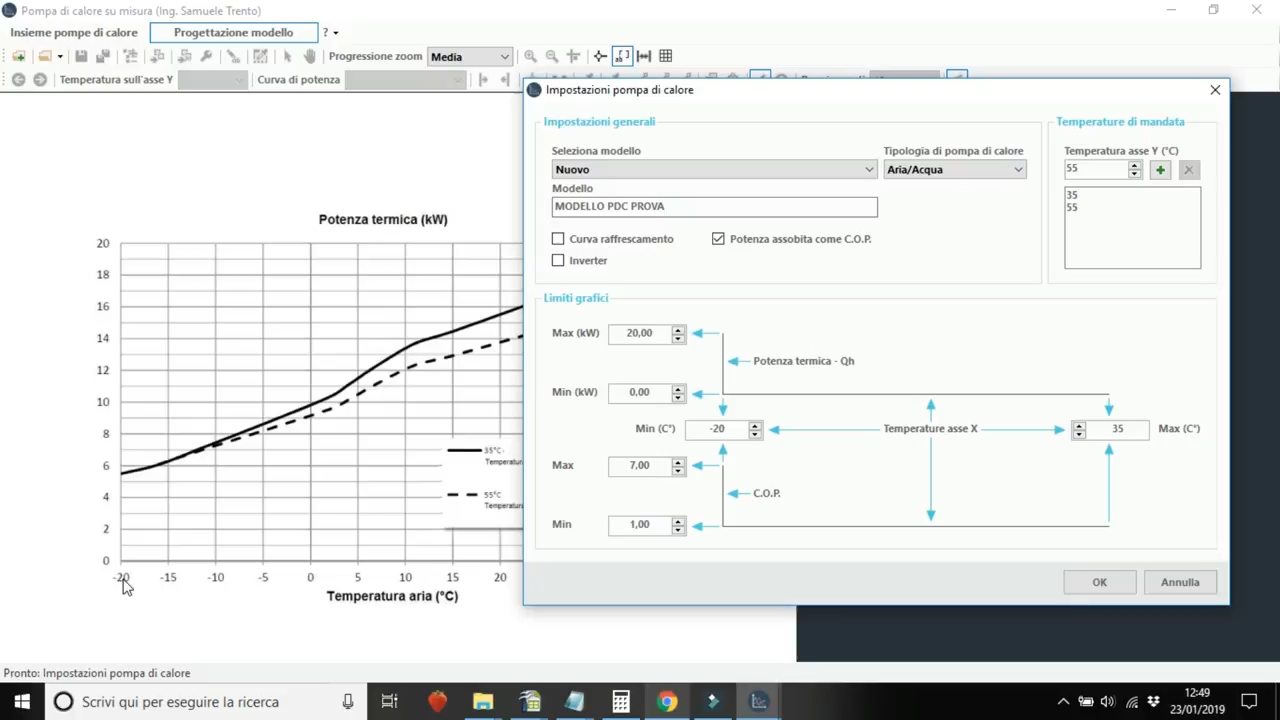 Pompa di calore su misura (Ing. Samuele Trento)
Insieme pompe di calore
Progettazione modello
?
Progressione zoom
Media
Temperatura sull'asse Y
Curva di potenza
Impostazioni pompa di calore
Impostazioni generali
Seleziona modello
Nuovo
Tipologia di pompa di calore
Aria/Acqua
Modello
MODELLO PDC PROVA
Curva raffrescamento
Potenza assobita come C.O.P.
Inverter
Temperature di mandata
Temperatura asse Y (°C)
55
35
55
Limiti grafici
Max (kW)
20,00
Potenza termica - Qh
Min (kW)
0,00
Min (C°)
-20
Temperature asse X
35
Max (C°)
Max
7,00
C.O.P.
Min
1,00
OK
Annulla
Potenza termica (kW)
20
18
16
14
12
10
8
6
4
2
0
-20
-15
-10
-5
0
5
10
15
20
35°C
Temperatura
55°C
Temperatura
Temperatura aria (°C)
Pronto: Impostazioni pompa di calore
Scrivi qui per eseguire la ricerca
12:49
23/01/2019